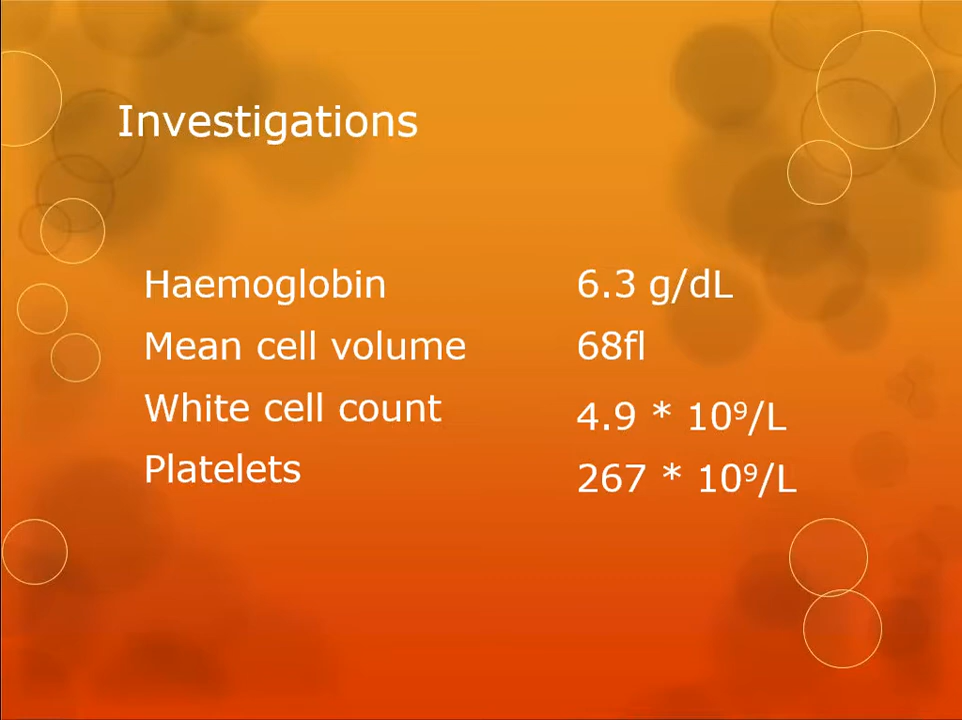 Investigations
Haemoglobin 6.3 g/dL
Mean cell volume 68fl
White cell count 4.9 * 10⁹/L
Platelets 267 * 10⁹/L